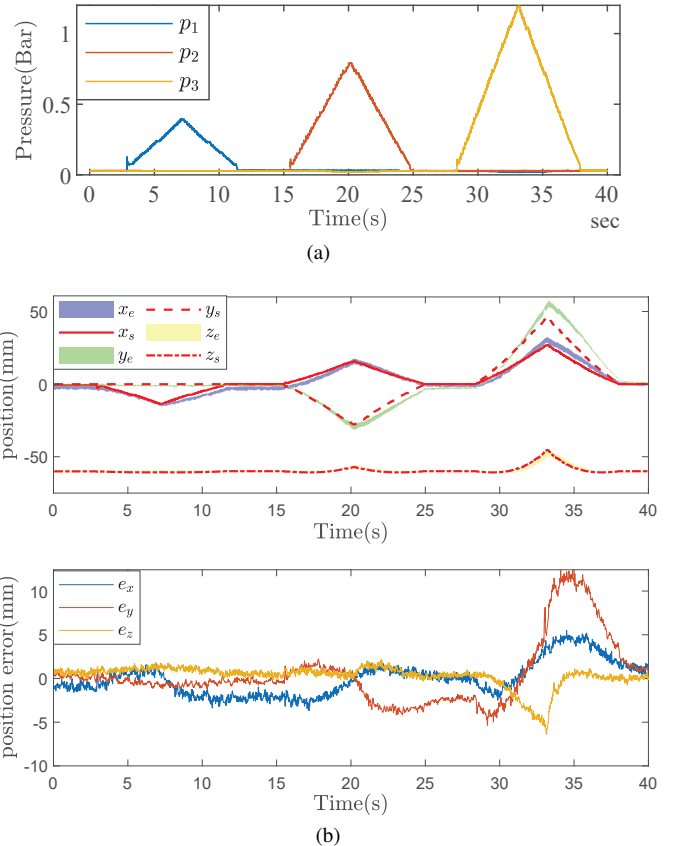 1
0.5
0
Pressure(Bar)
p1
p2
p3
0 5 10 15 20 25 30 35 40
Time(s)
sec
(a)
50
0
-50
position(mm)
xe ys
xs ze
ye zs
0 5 10 15 20 25 30 35 40
Time(s)
10
5
0
-5
-10
position error(mm)
ex
ey
ez
0 5 10 15 20 25 30 35 40
Time(s)
(b)